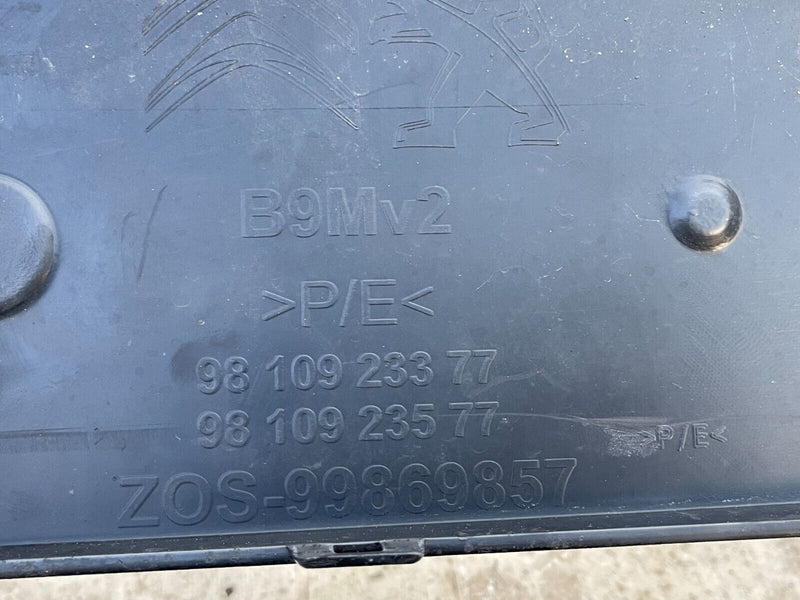 B9Mv2
>P/E<
98 109 233 77
98 109 235 77
>P/E<
ZOS-99869857